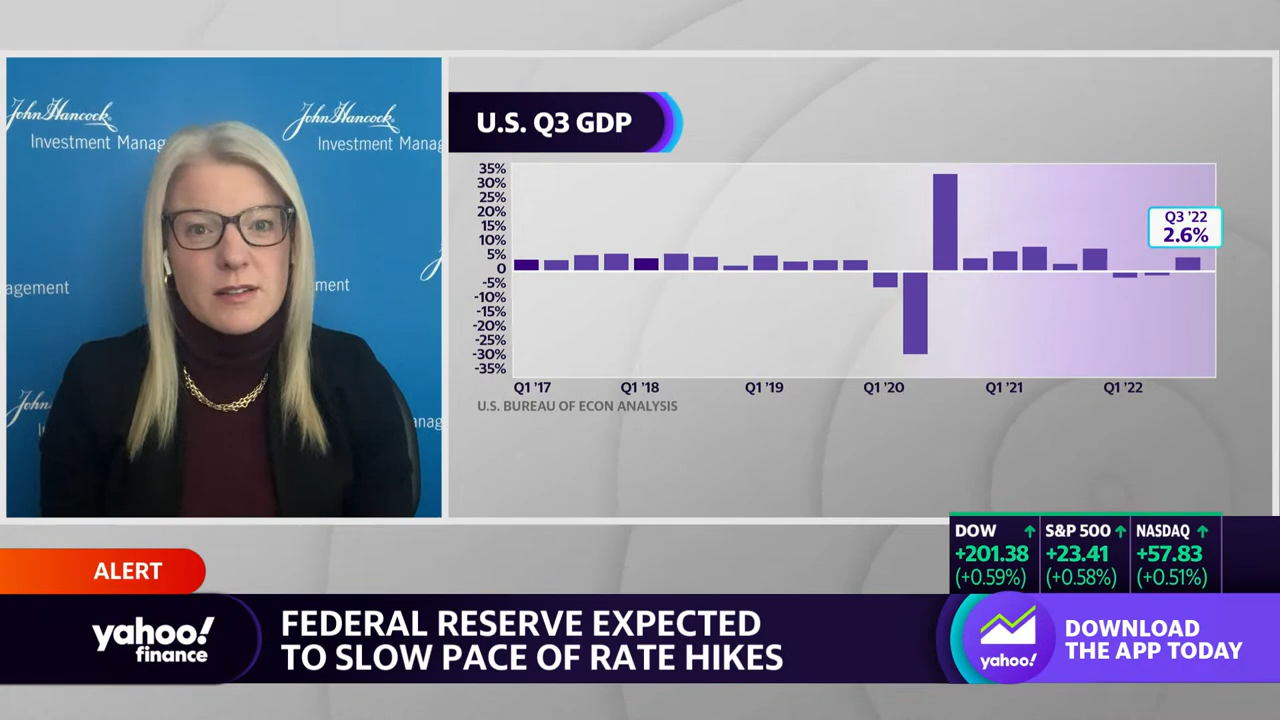 John Hancock
Investment Manag
John Hancock
Investment Manag
agement
ment
John
nag
U.S. Q3 GDP
35%
30%
25%
20%
15%
10%
5%
0
-5%
-10%
-15%
-20%
-25%
-30%
-35%
Q3 '22
2.6%
Q1 '17
Q1 '18
Q1 '19
Q1 '20
Q1 '21
Q1 '22
U.S. BUREAU OF ECON ANALYSIS
DOW
+201.38
(+0.59%)
S&P 500
+23.41
(+0.58%)
NASDAQ
+57.83
(+0.51%)
ALERT
yahoo!
finance
FEDERAL RESERVE EXPECTED
TO SLOW PACE OF RATE HIKES
yahoo!
DOWNLOAD
THE APP TODAY